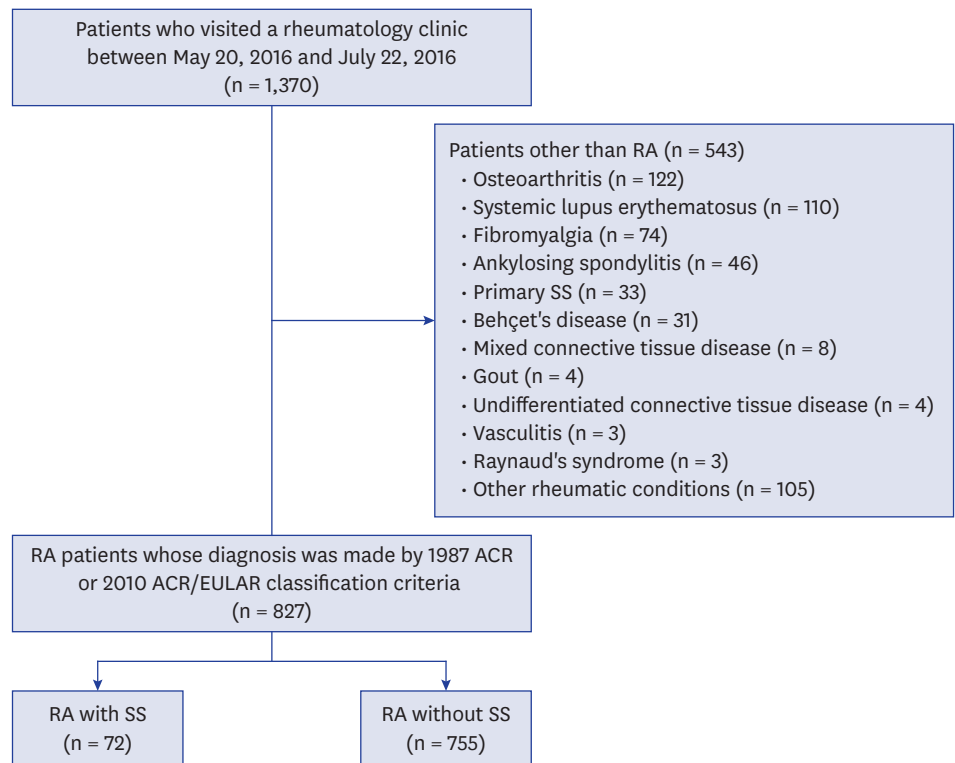 Patients who visited a rheumatology clinic
between May 20, 2016 and July 22, 2016
(n = 1,370)
Patients other than RA (n = 543)
· Osteoarthritis (n = 122)
· Systemic lupus erythematosus (n = 110)
· Fibromyalgia (n = 74)
· Ankylosing spondylitis (n = 46)
· Primary SS (n = 33)
· Behçet's disease (n = 31)
· Mixed connective tissue disease (n = 8)
· Gout (n = 4)
· Undifferentiated connective tissue disease (n = 4)
· Vasculitis (n = 3)
· Raynaud's syndrome (n = 3)
· Other rheumatic conditions (n = 105)
RA patients whose diagnosis was made by 1987 ACR
or 2010 ACR/EULAR classification criteria
(n = 827)
RA with SS
(n = 72)
RA without SS
(n = 755)